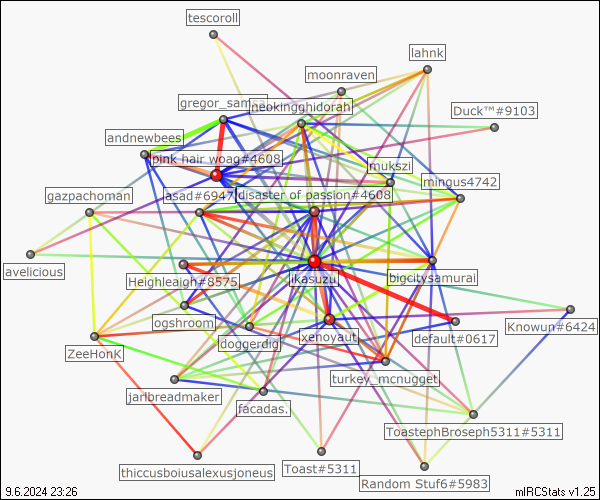 tescoroll
lahnk
moonraven
gregor_samsa
neokingghidorah
Duck™#9103
andnewbees
pink hair woag#4608
mukszi
mingus4742
gazpachoman
asad#6947
disaster of passion#4608
avelicious
Heighleaigh#8575
ikasuzu
bigcitysamurai
ogshroom
xenoyaut
default#0617
Knowun#6424
ZeeHonK
doggerdig
turkey_mcnugget
jarlbreadmaker
facadas.
ToastephBroseph5311#5311
thiccusboiusalexusjoneus
Toast#5311
Random Stuf6#5983
9.6.2024 23:26
mIRCStats v1.25